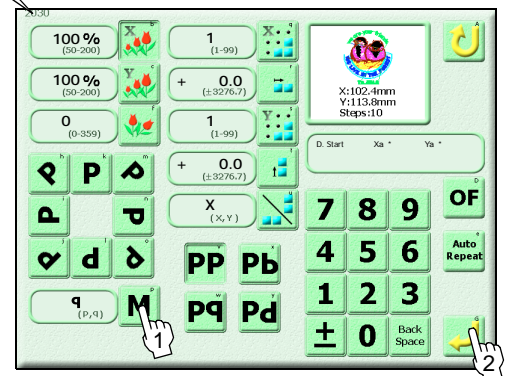 2030
100 %
(50-200)
X
b
1
(1-99)
X
q
A
100 %
(50-200)
Y
c
+ 0.0
(±3276.7)
r
X:102.4mm
Y:113.8mm
Steps:10
0
(0-359)
f
1
(1-99)
Y
s
D. Start Xa * Ya *
+ 0.0
(±3276.7)
t
X
(X,Y)
u
P h
P k
P m
P i
P n
P j
P l
P o
PP v
Pb x
Pq w
Pd Y
q
(P,q)
M P
7 8 9
4 5 6
1 2 3
± 0 Back
Space
OF D
Auto
Repeat
e
G
1
2